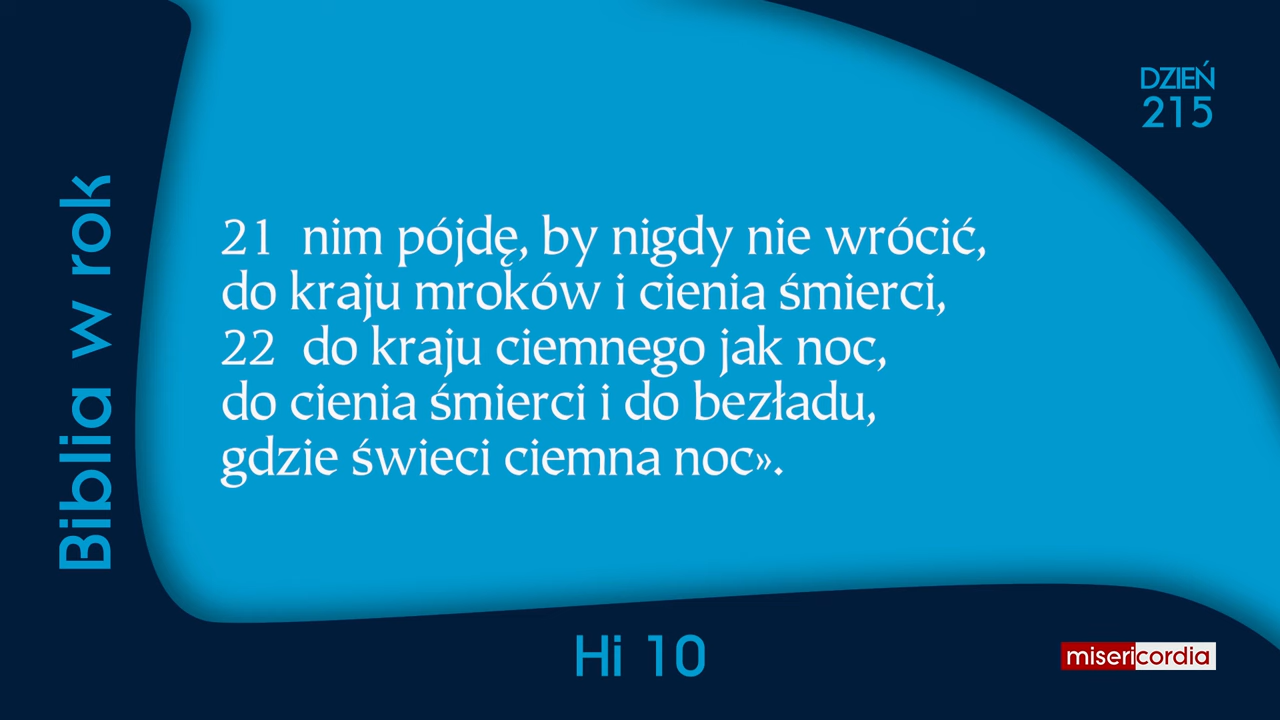 DZIEŃ
215
Biblia w rok
21 nim pójdę, by nigdy nie wrócić,
do kraju mroków i cienia śmierci,
22 do kraju ciemnego jak noc,
do cienia śmierci i do bezładu,
gdzie świeci ciemna noc».
Hi 10
misericordia